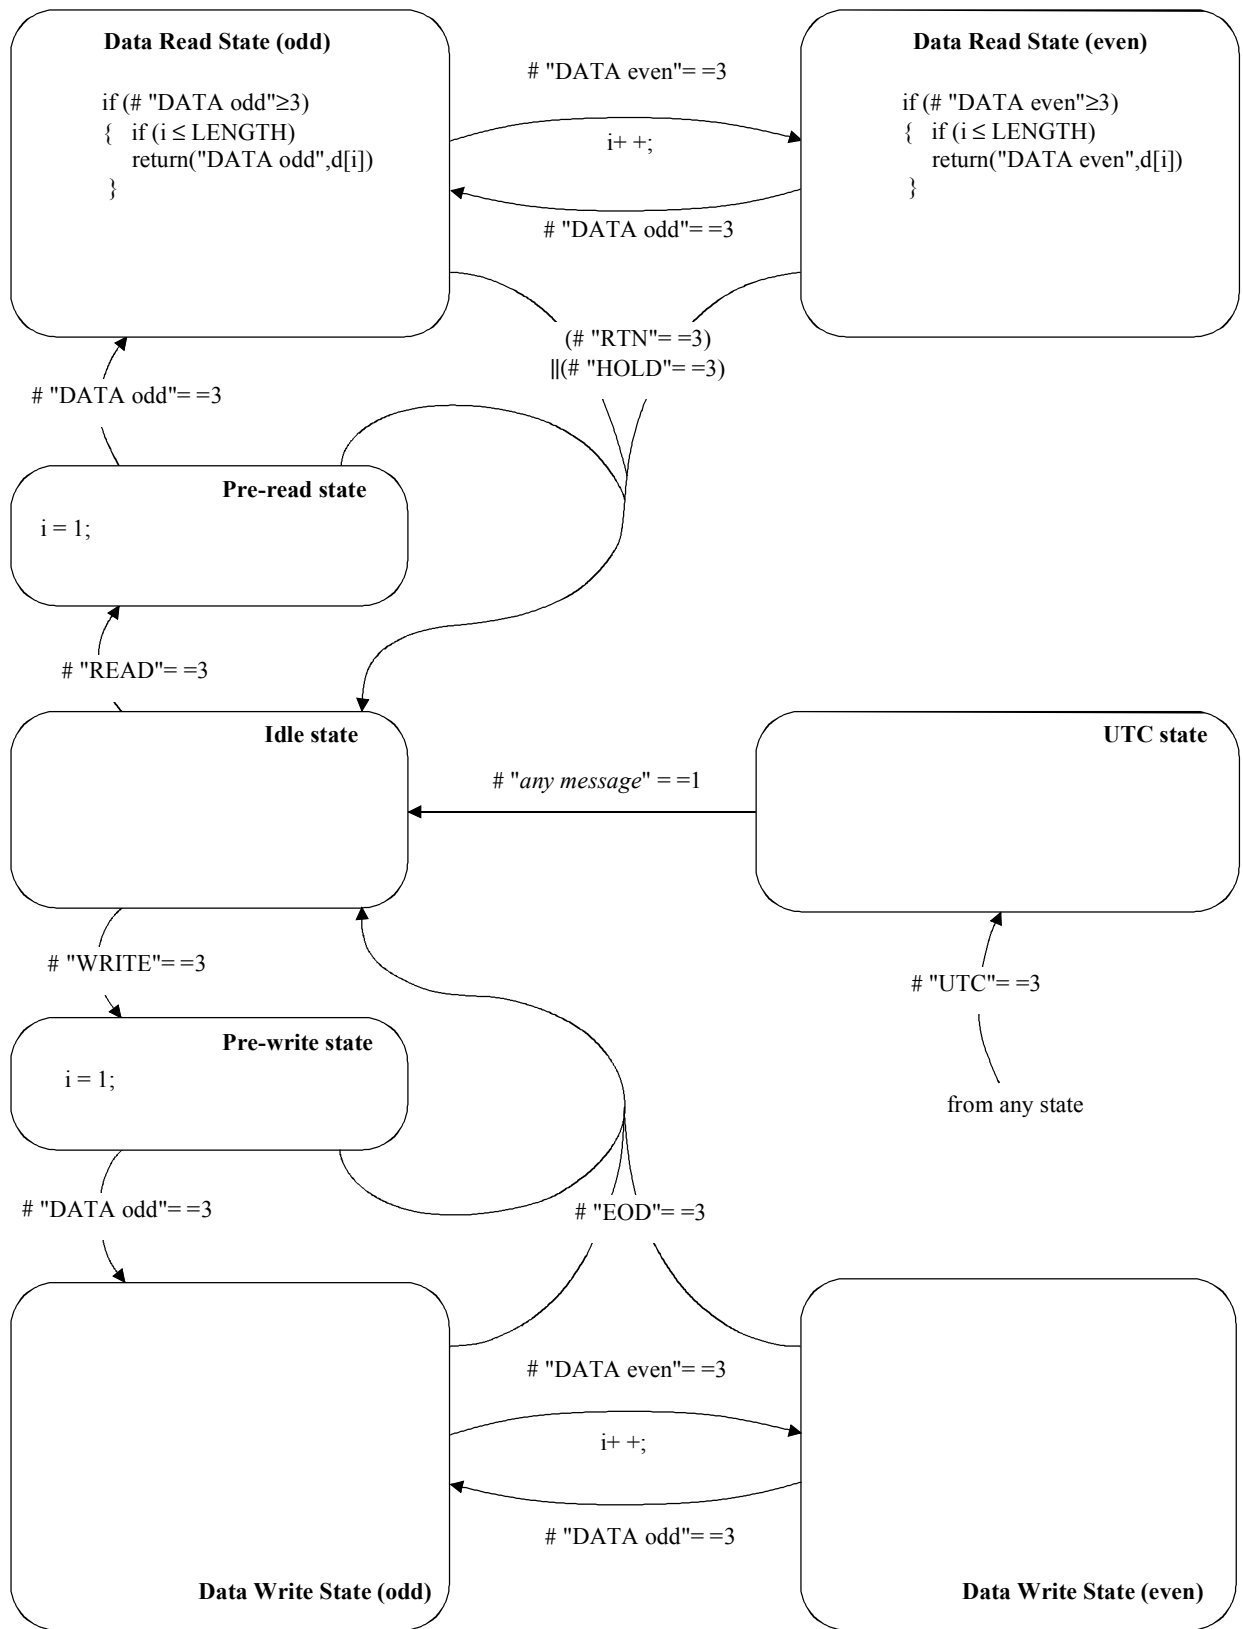 Data Read State (odd)
if (# "DATA odd"≥3)
{ if (i ≤ LENGTH)
return("DATA odd",d[i])
}
# "DATA even"= =3
i+ +;
# "DATA odd"= =3
Data Read State (even)
if (# "DATA even"≥3)
{ if (i ≤ LENGTH)
return("DATA even",d[i])
}
(# "RTN"= =3)
||(# "HOLD"= =3)
# "DATA odd"= =3
Pre-read state
i = 1;
# "READ"= =3
Idle state
# "any message" = =1
UTC state
# "WRITE"= =3
# "UTC"= =3
from any state
Pre-write state
i = 1;
# "DATA odd"= =3
# "EOD"= =3
# "DATA even"= =3
i+ +;
# "DATA odd"= =3
Data Write State (odd)
Data Write State (even)